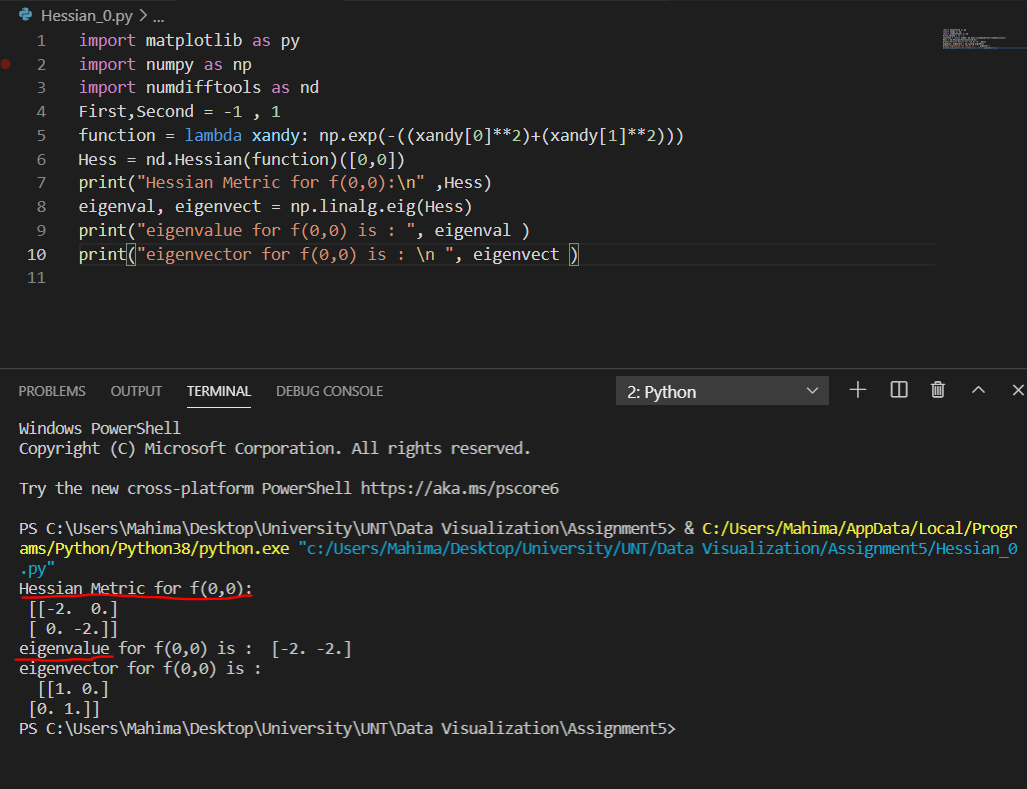 Hessian_0.py > ...
1 import matplotlib as py
2 import numpy as np
3 import numdifftools as nd
4 First,Second = -1 , 1
5 function = lambda xandy: np.exp(-((xandy[0]**2)+(xandy[1]**2)))
6 Hess = nd.Hessian(function)([0,0])
7 print("Hessian Metric for f(0,0):\n" ,Hess)
8 eigenval, eigenvect = np.linalg.eig(Hess)
9 print("eigenvalue for f(0,0) is : ", eigenval )
10 print("eigenvector for f(0,0) is : \n ", eigenvect )
11
PROBLEMS OUTPUT TERMINAL DEBUG CONSOLE 2: Python
Windows PowerShell
Copyright (C) Microsoft Corporation. All rights reserved.
Try the new cross-platform PowerShell https://aka.ms/pscore6
PS C:\Users\Mahima\Desktop\University\UNT\Data Visualization\Assignment5> & C:/Users/Mahima/AppData/Local/Progr
ams/Python/Python38/python.exe "c:/Users/Mahima/Desktop/University/UNT/Data Visualization/Assignment5/Hessian_0
.py"
Hessian Metric for f(0,0):
[[-2. 0.]
[ 0. -2.]]
eigenvalue for f(0,0) is : [-2. -2.]
eigenvector for f(0,0) is :
[[1. 0.]
[0. 1.]]
PS C:\Users\Mahima\Desktop\University\UNT\Data Visualization\Assignment5>